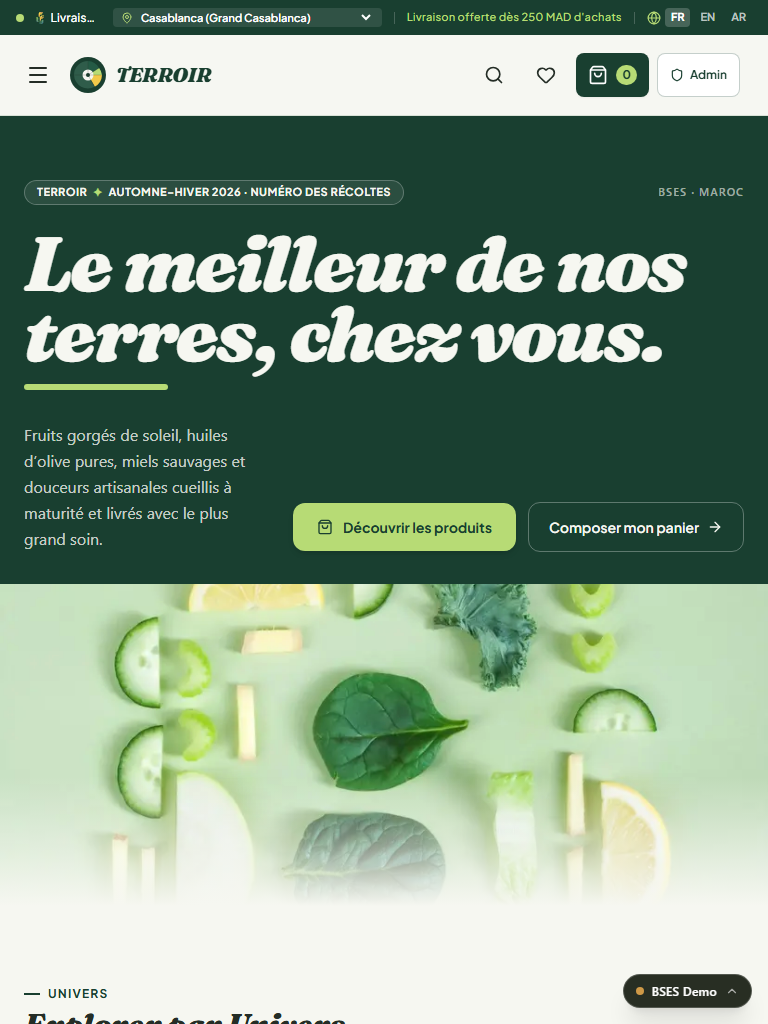 Livrais…
Casablanca (Grand Casablanca)
Livraison offerte dès 250 MAD d'achats
FR EN AR
TERROIR
0
Admin
TERROIR ✦ AUTOMNE–HIVER 2026 · NUMÉRO DES RÉCOLTES
BSES · MAROC
Le meilleur de nos
terres, chez vous.
Fruits gorgés de soleil, huiles
d'olive pures, miels sauvages et
douceurs artisanales cueillis à
maturité et livrés avec le plus
grand soin.
Découvrir les produits
Composer mon panier →
UNIVERS
BSES Demo
Explorer par Univers